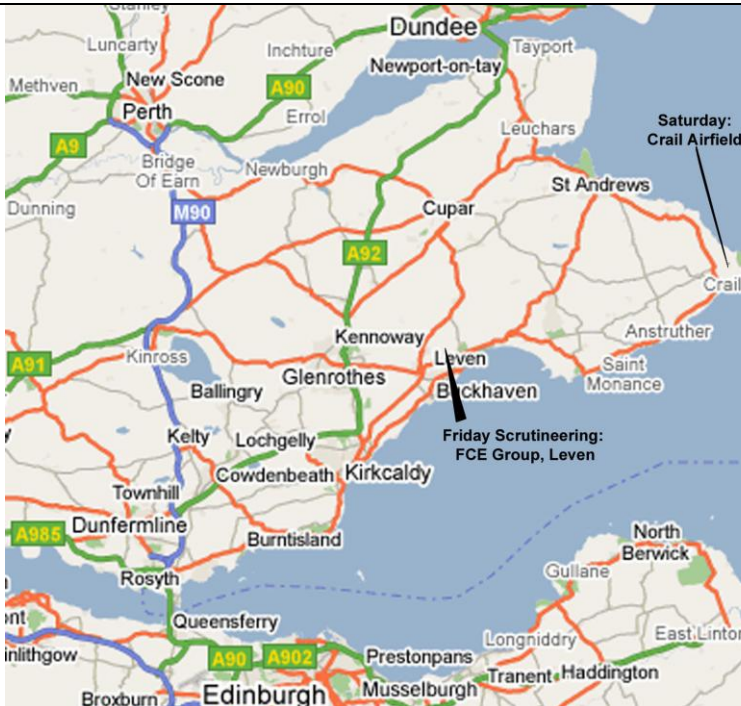 Stanley
Luncarty
Dundee
Tayport
Inchture
Newport-on-tay
Methven
New Scone
A90
Perth
Errol
A9
Leuchars
Saturday:
Crail Airfield
Bridge
Of Earn
Newburgh
St Andrews
Dunning
M90
Cupar
A92
Crail
Kennoway
Anstruther
Kinross
A91
Leven
Saint
Monance
Glenrothes
Ballingry
Buckhaven
Kelty
Lochgelly
Friday Scrutineering:
FCE Group, Leven
Cowdenbeath
Kirkcaldy
Townhill
Dunfermline
A985
Burntisland
North
Berwick
Rosyth
Gullane
Queensferry
Longniddry
East Linton
inlithgow
A90
A902
Prestonpans
Tranent
Haddington
Broxburn
Edinburgh
Musselburgh